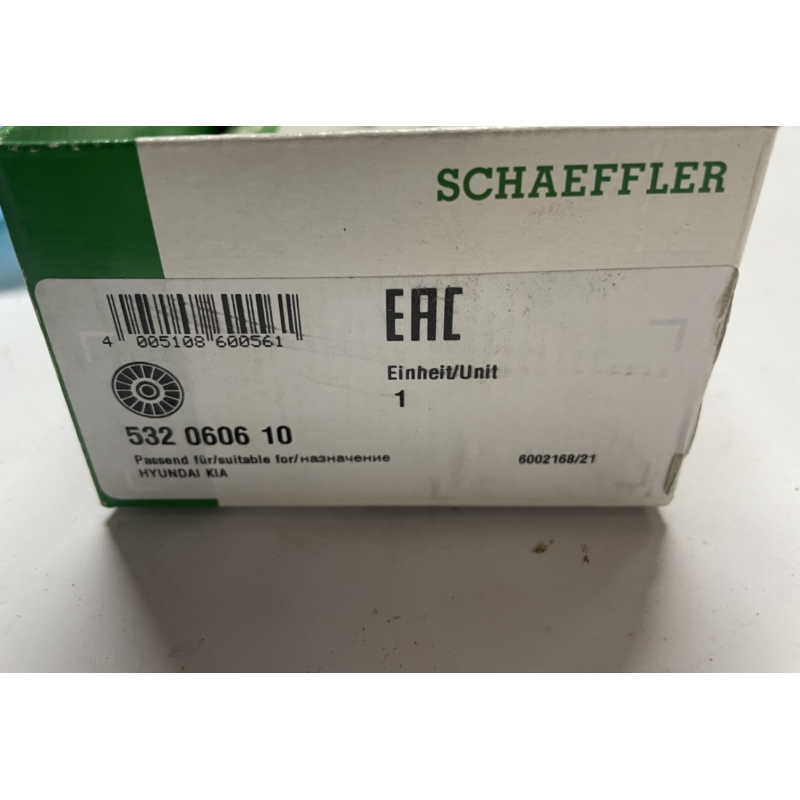 SCHAEFFLER
4 005108 600561
EAC
Einheit/Unit
1
532 0606 10
Passend für/suitable for/назначение
HYUNDAI KIA
6002168/21